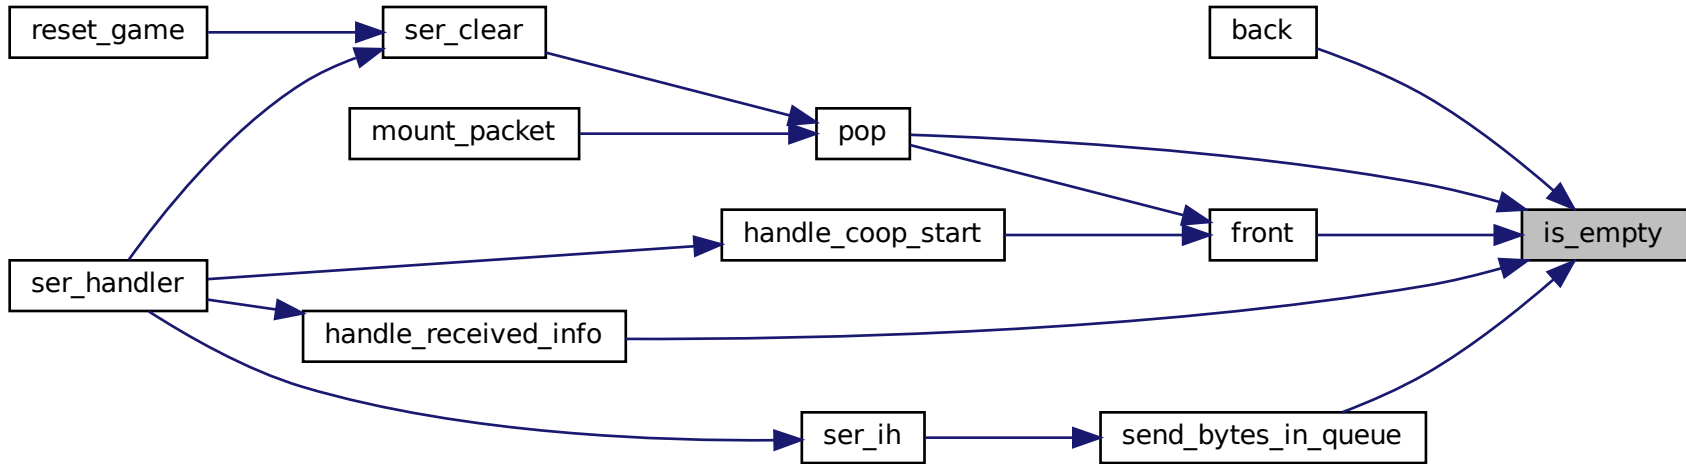 reset_game
ser_clear
back
mount_packet
pop
handle_coop_start
front
is_empty
ser_handler
handle_received_info
ser_ih
send_bytes_in_queue